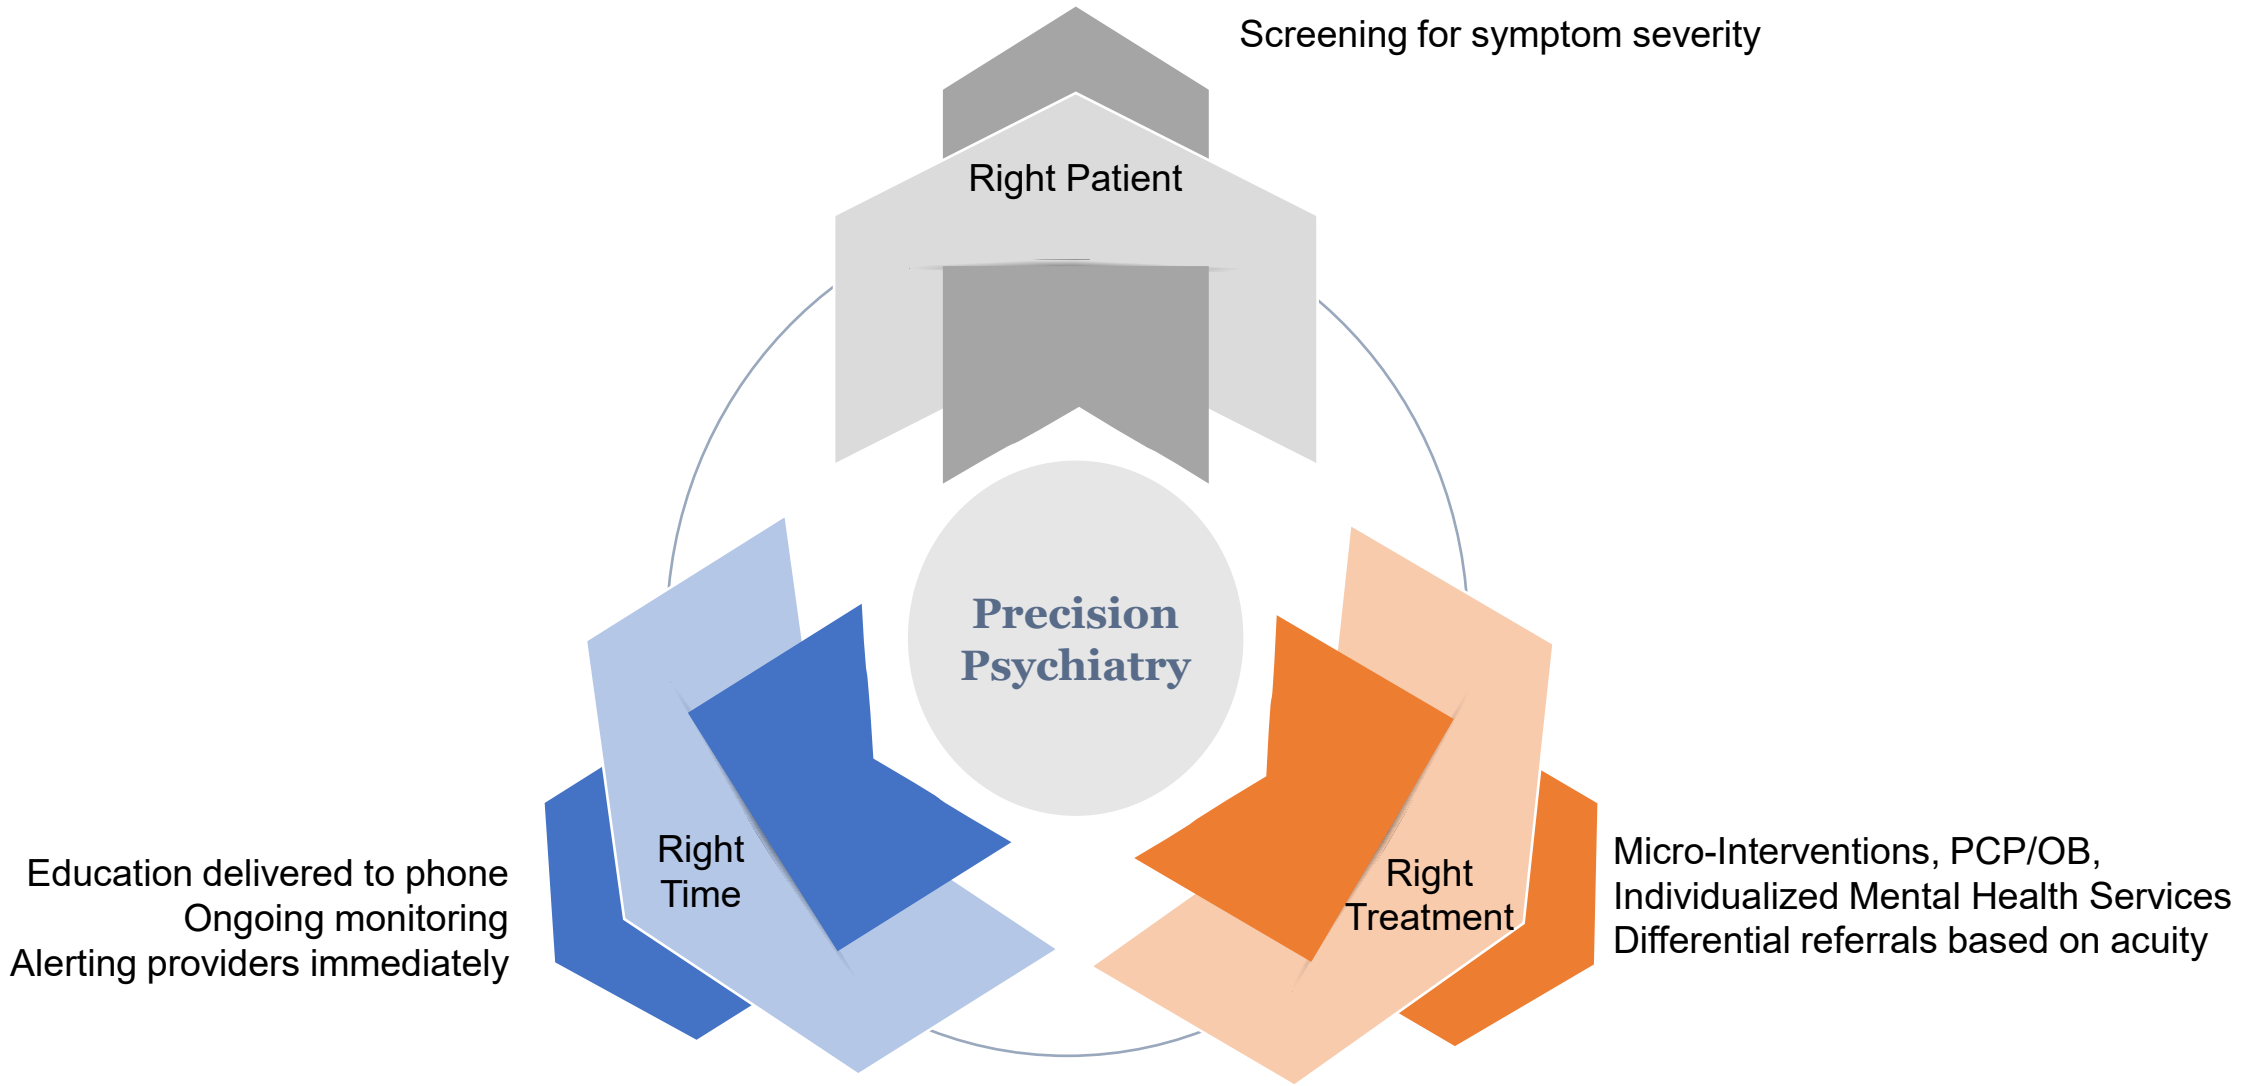 Screening for symptom severity
Right Patient
Precision
Psychiatry
Right
Time
Education delivered to phone
Ongoing monitoring
Alerting providers immediately
Right
Treatment
Micro-Interventions, PCP/OB,
Individualized Mental Health Services
Differential referrals based on acuity